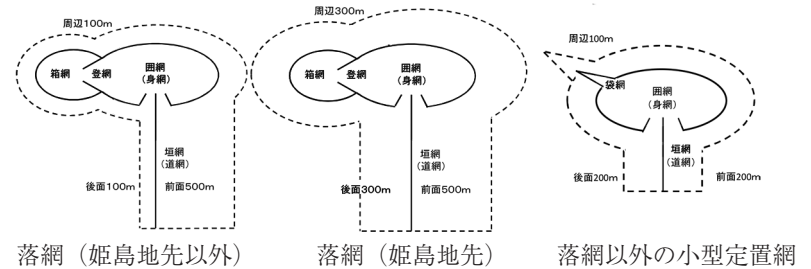 周辺100m
箱網
登網
囲網
(身網)
垣網
(道網)
後面100m
前面500m
落網（姫島地先以外）
周辺300m
箱網
登網
囲網
(身網)
垣網
(道網)
後面300m
前面500m
落網（姫島地先）
周辺100m
袋網
囲網
(身網)
垣網
(道網)
後面200m
前面200m
落網以外の小型定置網